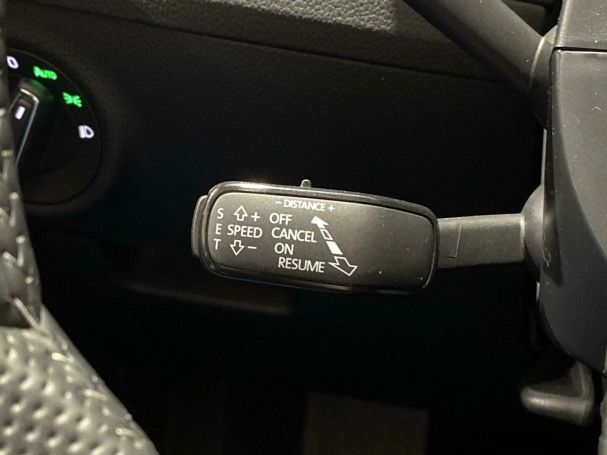 AUTO
- DISTANCE +
S ⇧ + OFF
E SPEED CANCEL
T ⇩ - ON
RESUME